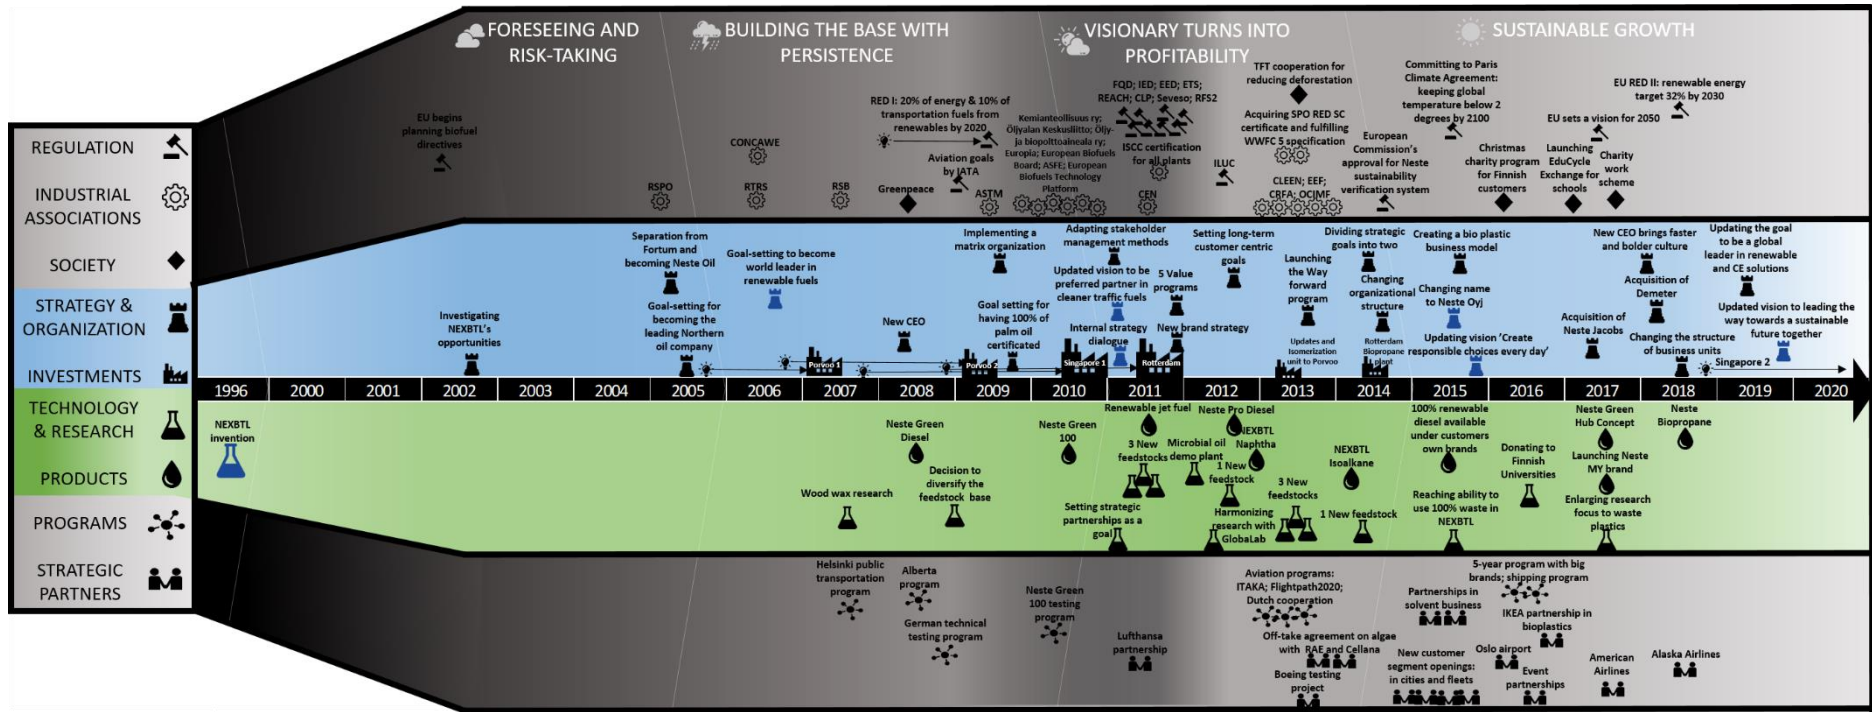 FORESEEING AND
RISK-TAKING
BUILDING THE BASE WITH
PERSISTENCE
VISIONARY TURNS INTO
PROFITABILITY
SUSTAINABLE GROWTH
REGULATION
INDUSTRIAL
ASSOCIATIONS
SOCIETY
STRATEGY &
ORGANIZATION
INVESTMENTS
TECHNOLOGY
& RESEARCH
PRODUCTS
PROGRAMS
STRATEGIC
PARTNERS
EU begins
planning biofuel
directives
RSPO
CONCAWE
RTRS
RSB
RED I: 20% of energy & 10% of
transportation fuels from
renewables by 2020
Greenpeace
Aviation goals
by IATA
ASTM
Kemianteollisuus ry;
Öljyalan Keskusliitto; Öljy-
ja biopolttoaineala ry;
Europia; European Biofuels
Board; ASFE; European
Biofuels Technology
Platform
FQD; IED; EED; ETS;
REACH; CLP; Seveso; RFS2
ISCC certification
for all plants
CEN
ILUC
TFT cooperation for
reducing deforestation
Acquiring SPO RED SC
certificate and fulfilling
WWFC 5 specification
CLEEN; EEF;
CRFA; OCIMF
European
Commission's
approval for Neste
sustainability
verification system
Committing to Paris
Climate Agreement:
keeping global
temperature below 2
degrees by 2100
Christmas
charity program
for Finnish
customers
EU sets a vision for 2050
Launching
EduCycle
Exchange for
schools
Charity
work
scheme
EU RED II: renewable energy
target 32% by 2030
Investigating
NEXBTL's
opportunities
Separation from
Fortum and
becoming Neste Oil
Goal-setting for
becoming the
leading Northern
oil company
Goal-setting to become
world leader in
renewable fuels
Porvoo 1
New CEO
Implementing a
matrix organization
Porvoo 2
Goal setting for
having 100% of
palm oil
certificated
Adapting stakeholder
management methods
Updated vision to be
preferred partner in
cleaner traffic fuels
Internal strategy
dialogue
Singapore 1
5 Value
programs
New brand strategy
Rotterdam
Setting long-term
customer centric
goals
Launching
the Way
forward
program
Updates and
Isomerization
unit to Porvoo
Dividing strategic
goals into two
Changing
organizational
structure
Rotterdam
Biopropane
plant
Creating a bio plastic
business model
Changing name
to Neste Oyj
Updating vision 'Create
responsible choices every day'
New CEO brings faster
and bolder culture
Acquisition of
Demeter
Acquisition of
Neste Jacobs
Changing the structure
of business units
Updating the goal
to be a global
leader in renewable
and CE solutions
Updated vision to leading the
way towards a sustainable
future together
Singapore 2
1996
2000
2001
2002
2005
2006
2007
2008
2009
2010
2011
2012
2013
2014
2015
2016
2017
2018
2019
2020
NEXBTL
invention
Wood wax research
Neste Green
Diesel
Decision to
diversify the
feedstock base
Neste Green
100
Setting strategic
partnerships as a
goal
Renewable jet fuel
3 New
feedstocks
Microbial oil
demo plant
Neste Pro Diesel
NEXBTL
Naphtha
1 New
feedstock
Harmonizing
research with
GlobaLab
3 New
feedstocks
NEXBTL
Isoalkane
1 New feedstock
100% renewable
diesel available
under customers
own brands
Reaching ability to
use 100% waste in
NEXBTL
Donating to
Finnish
Universities
Neste Green
Hub Concept
Launching Neste
MY brand
Enlarging research
focus to waste
plastics
Neste
Biopropane
Helsinki public
transportation
program
Alberta
program
German technical
testing program
Neste Green
100 testing
program
Lufthansa
partnership
Aviation programs:
ITAKA; Flightpath2020;
Dutch cooperation
Off-take agreement on algae
with RAE and Cellana
Boeing testing
project
Partnerships in
solvent business
New customer
segment openings:
in cities and fleets
5-year program with big
brands; shipping program
IKEA partnership in
bioplastics
Oslo airport
Event
partnerships
American
Airlines
Alaska Airlines